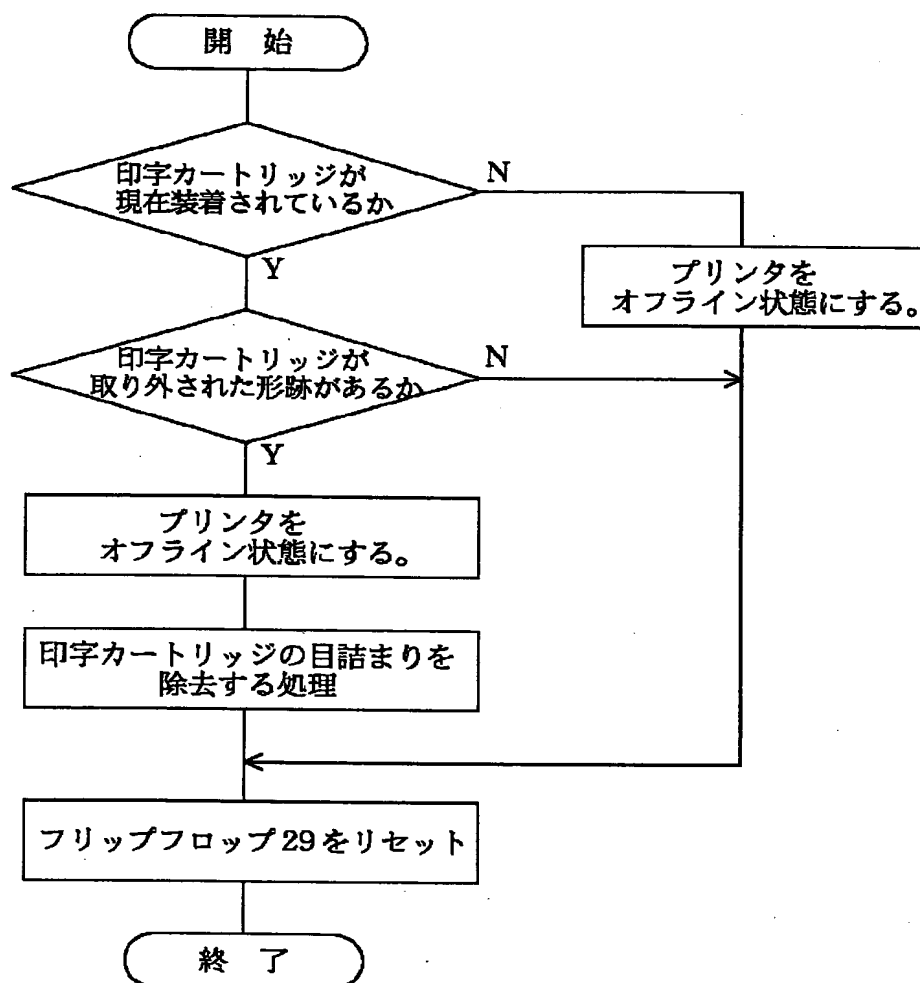 開 始
印字カートリッジが
現在装着されているか
N
Y
プリンタを
オフライン状態にする。
印字カートリッジが
取り外された形跡があるか
N
Y
プリンタを
オフライン状態にする。
印字カートリッジの目詰まりを
除去する処理
フリップフロップ29をリセット
終 了